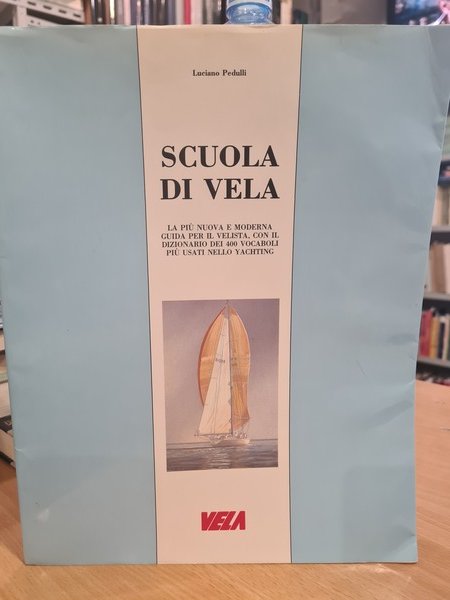 Luciano Pedulli
SCUOLA
DI VELA
LA PIÙ NUOVA E MODERNA
GUIDA PER IL VELISTA, CON IL
DIZIONARIO DEI 400 VOCABOLI
PIÙ USATI NELLO YACHTING
VELA